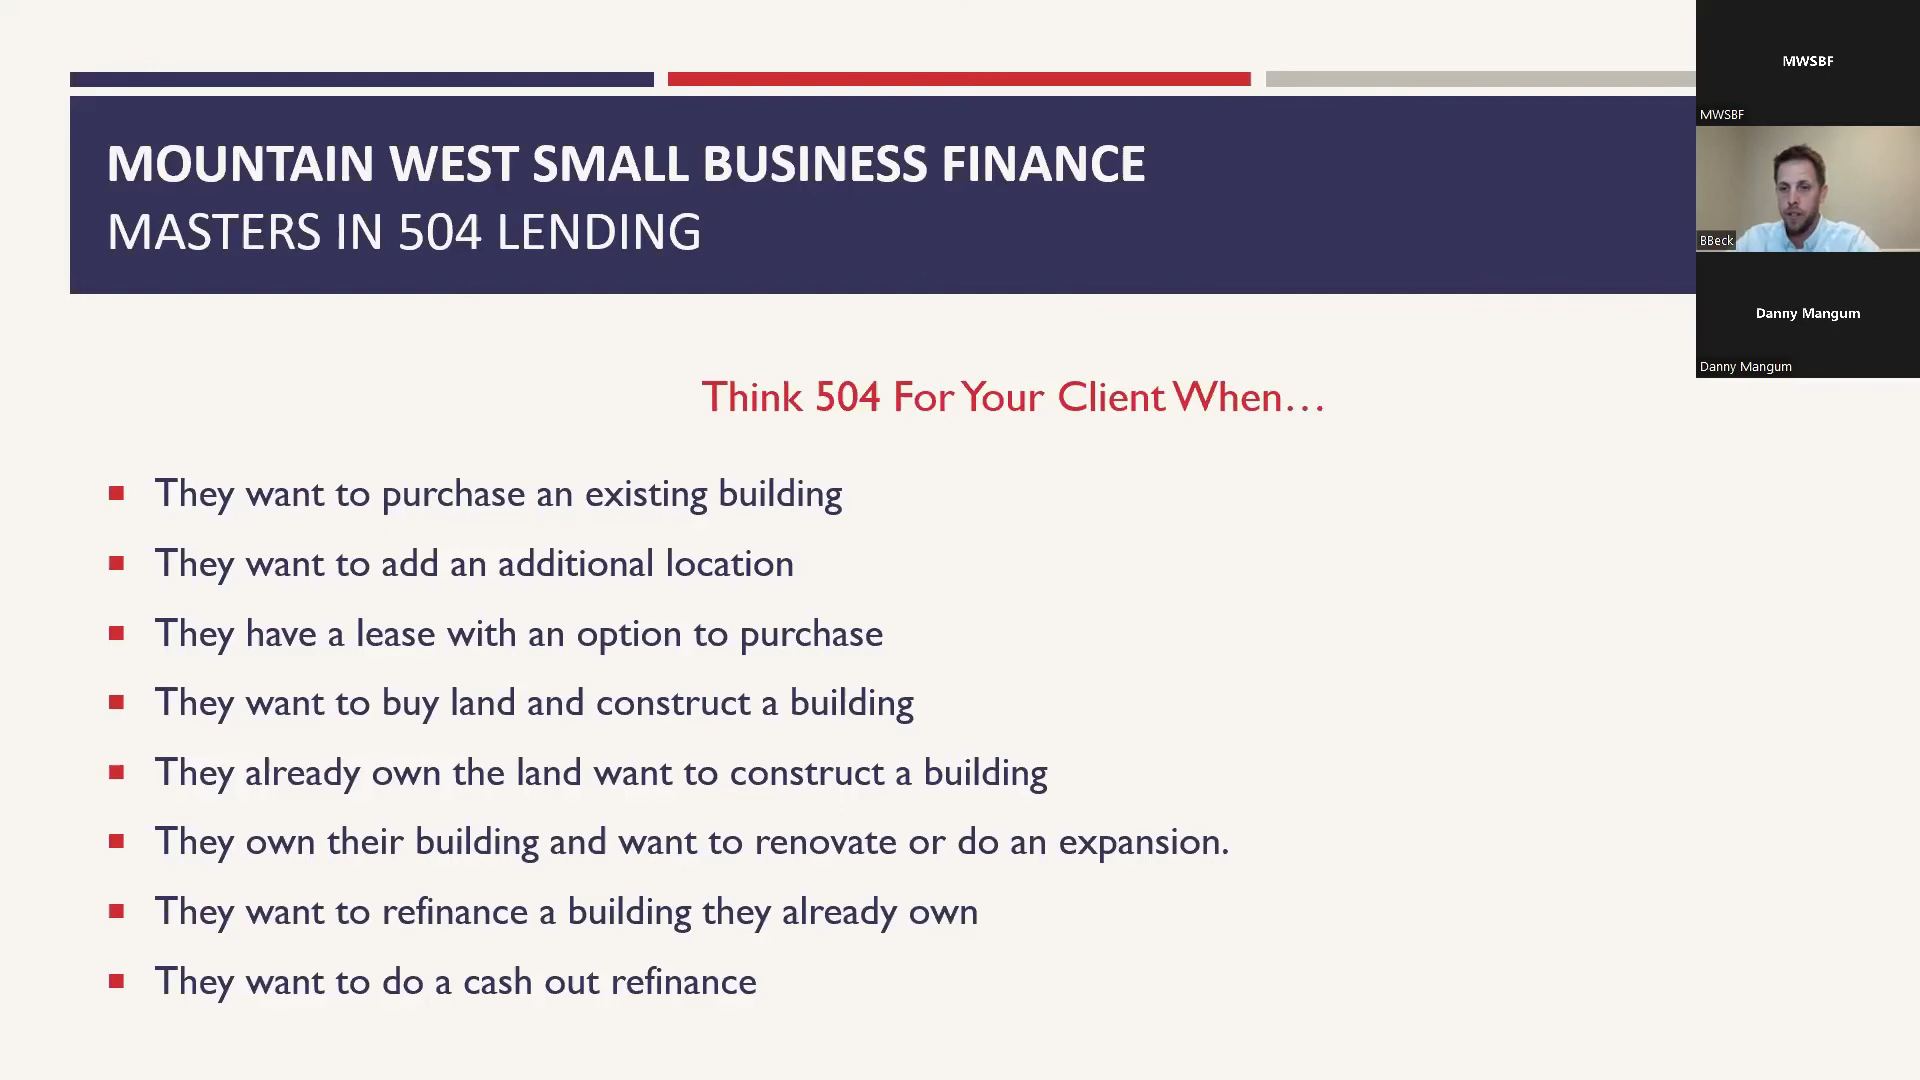 MOUNTAIN WEST SMALL BUSINESS FINANCE
MASTERS IN 504 LENDING
MWSBF
MWSBF
BBeck
Danny Mangum
Danny Mangum
Think 504 For Your Client When...
They want to purchase an existing building
They want to add an additional location
They have a lease with an option to purchase
They want to buy land and construct a building
They already own the land want to construct a building
They own their building and want to renovate or do an expansion.
They want to refinance a building they already own
They want to do a cash out refinance